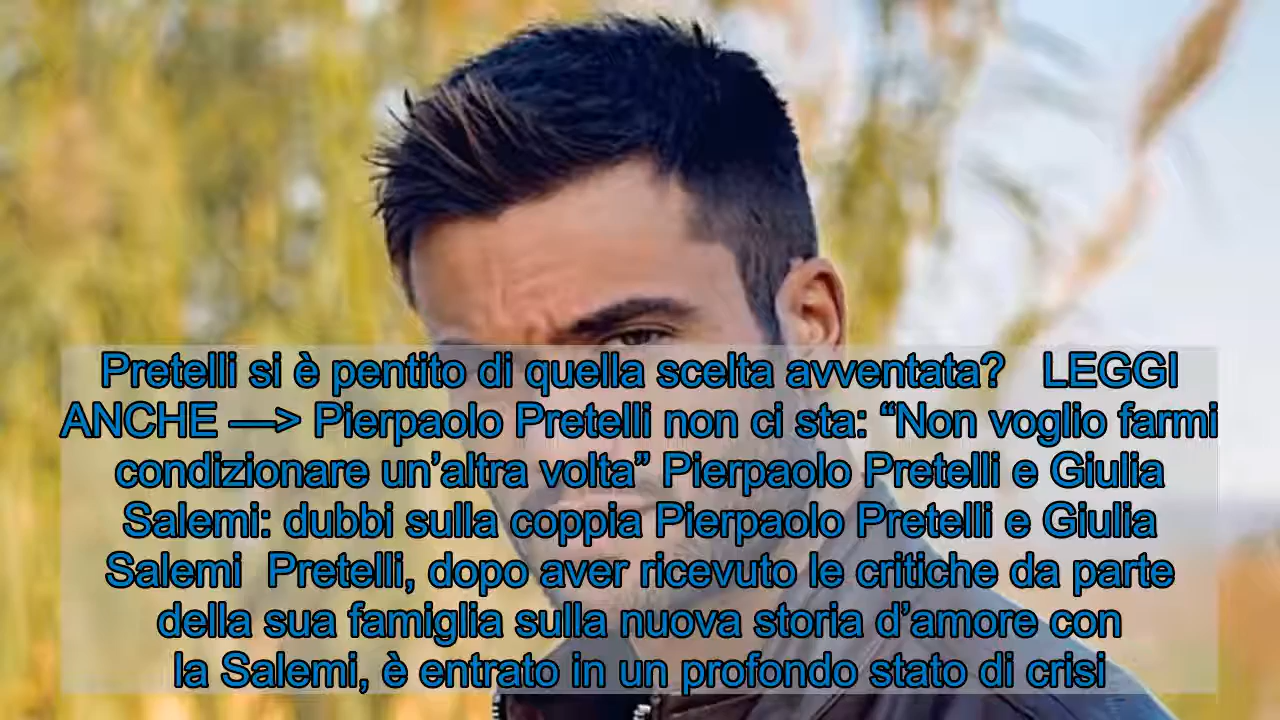 Pretelli si è pentito di quella scelta avventata?   LEGGI
ANCHE —> Pierpaolo Pretelli non ci sta: “Non voglio farmi
condizionare un’altra volta” Pierpaolo Pretelli e Giulia
Salemi: dubbi sulla coppia Pierpaolo Pretelli e Giulia
Salemi  Pretelli, dopo aver ricevuto le critiche da parte
della sua famiglia sulla nuova storia d’amore con
la Salemi, è entrato in un profondo stato di crisi